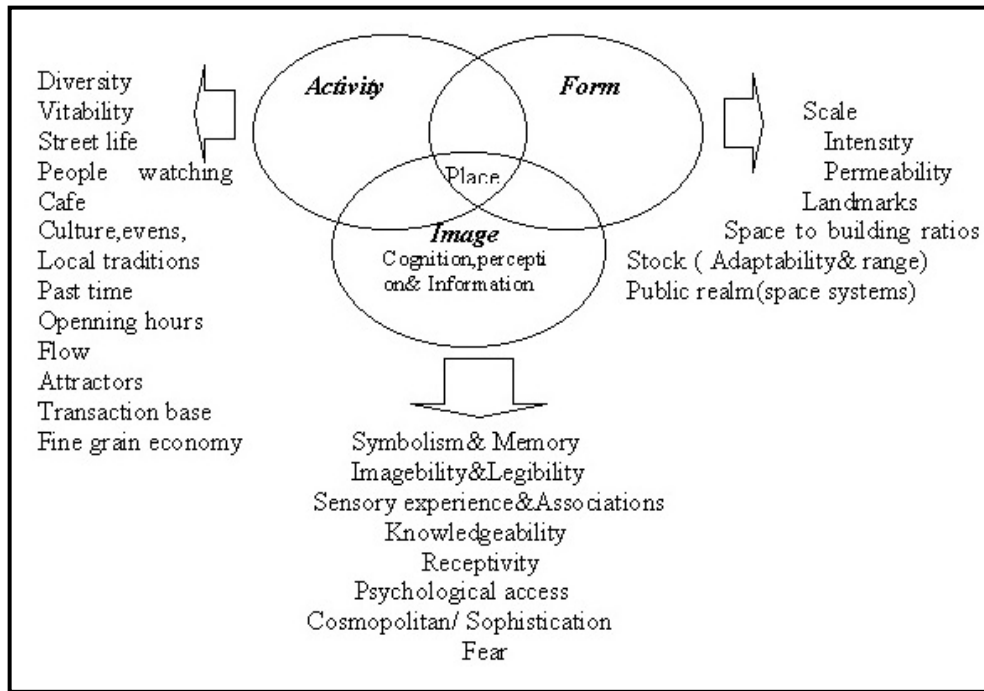 Activity
Form
Place
Image
Cognition,percepti
on& Information
Diversity
Vitability
Street life
People watching
Cafe
Culture,evens,
Local traditions
Past time
Openning hours
Flow
Attractors
Transaction base
Fine grain economy
Scale
Intensity
Permeability
Landmarks
Space to building ratios
Stock ( Adaptability& range)
Public realm(space systems)
Symbolism& Memory
Imagebility&Legibility
Sensory experience&Associations
Knowledgeability
Receptivity
Psychological access
Cosmopolitan/ Sophistication
Fear